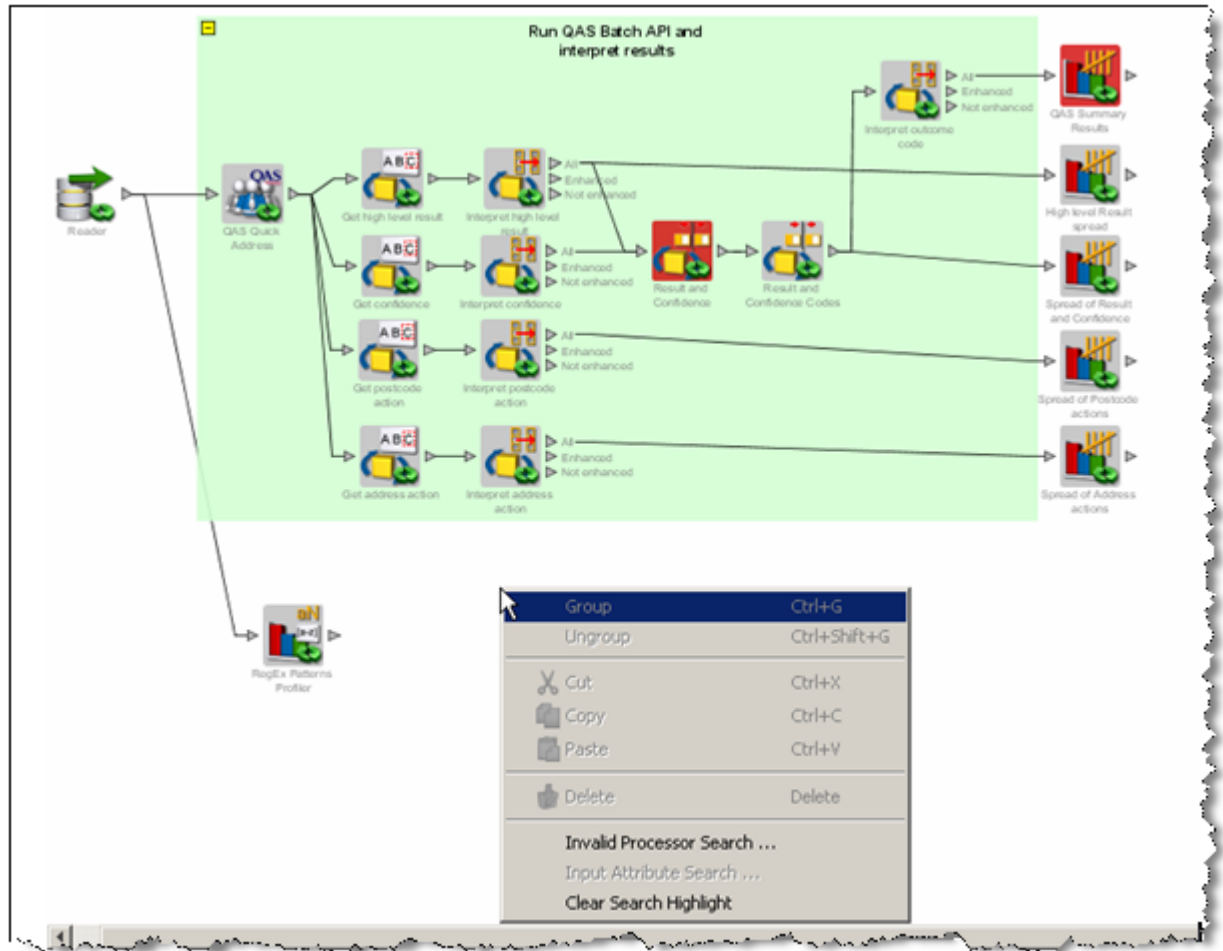 Run QAS Batch API and
interpret results
All
Enhanced
Not enhanced
Interpret outcome
code
QAS Summary
Results
Reader
QAS
QAS Quick
Address
ABC
Get high level result
All
Enhanced
Not enhanced
Interpret high level
result
High level Result
spread
ABC
Get confidence
All
Enhanced
Not enhanced
Interpret confidence
Result and
Confidence
Result and
Confidence Codes
Spread of Result
and Confidence
ABC
Get postcode
action
All
Enhanced
Not enhanced
Interpret postcode
action
Spread of Postcode
actions
ABC
Get address action
All
Enhanced
Not enhanced
Interpret address
action
Spread of Address
actions
aN
[a-z]
RegEx Patterns
Profiler
Group Ctrl+G
Ungroup Ctrl+Shift+G
Cut Ctrl+X
Copy Ctrl+C
Paste Ctrl+V
Delete Delete
Invalid Processor Search ...
Input Attribute Search ...
Clear Search Highlight